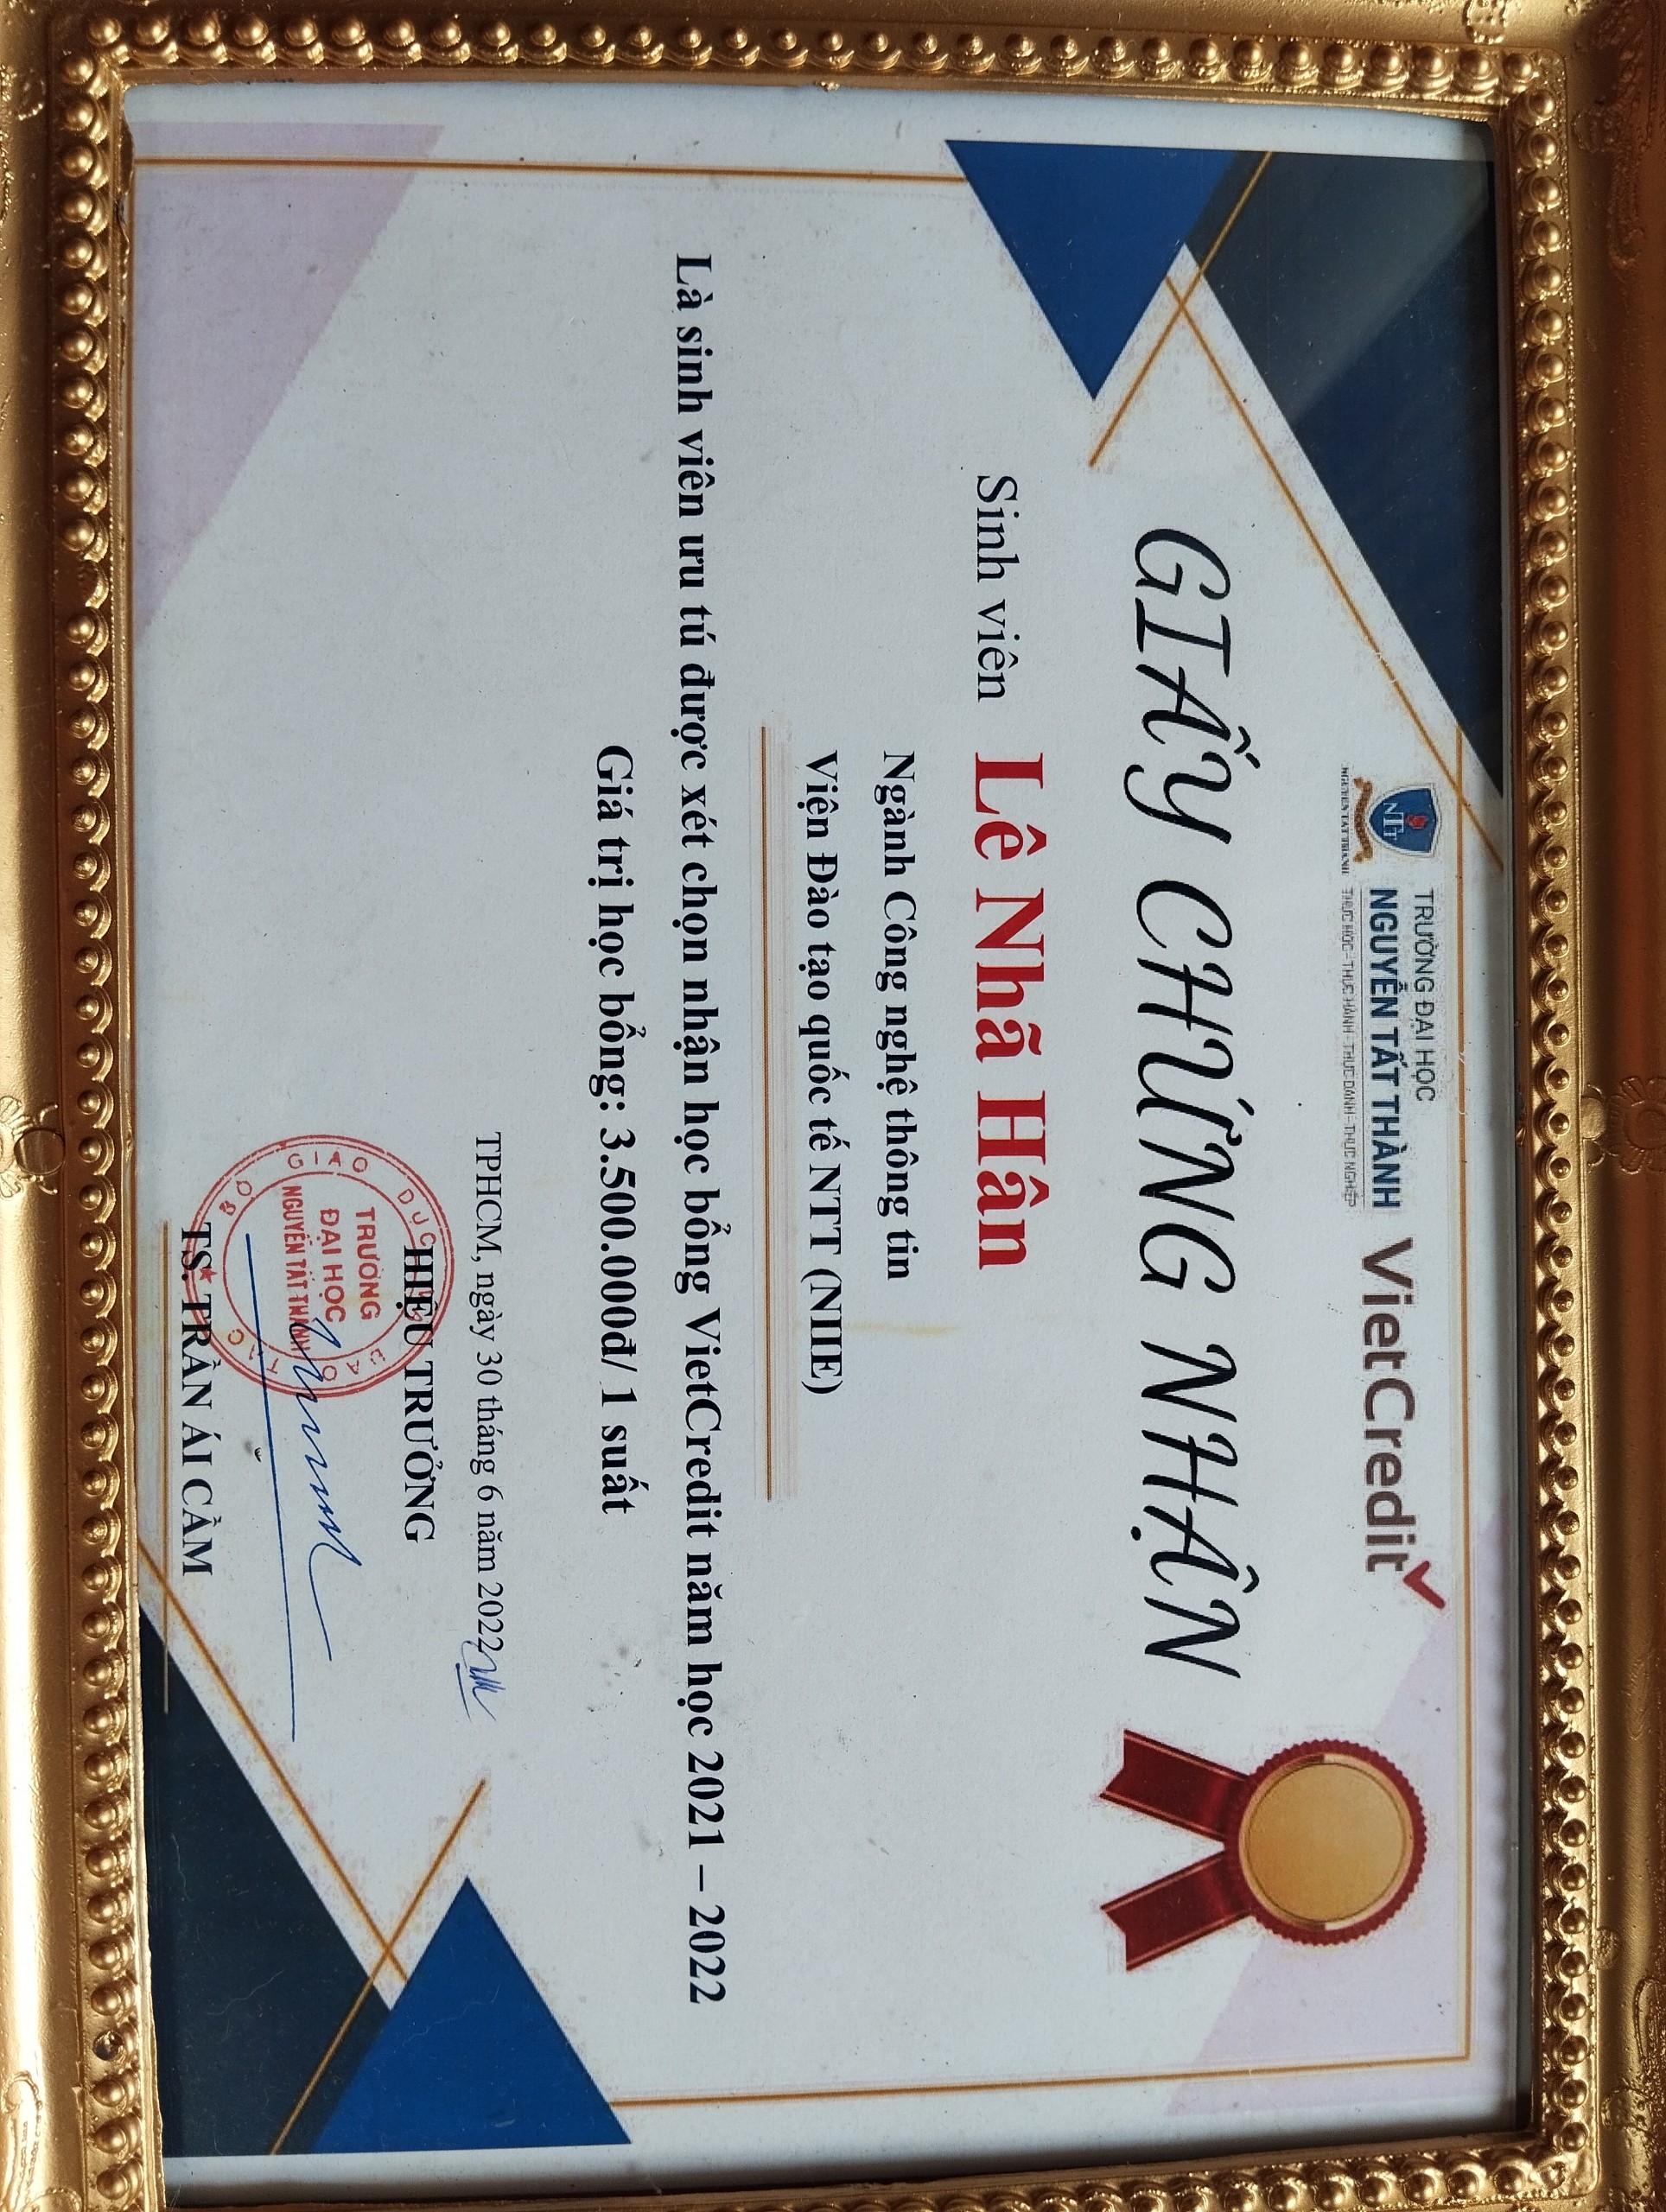 TRƯỜNG ĐẠI HỌC
NGUYỄN TẤT THÀNH
THỰC HỌC - THỰC HÀNH - THỰC DANH - THỰC NGHIỆP
NTT
NGUYEN TAT THANH
VietCredit
GIẤY CHỨNG NHẬN
Sinh viên Lê Nhã Hân
Ngành Công nghệ thông tin
Viện Đào tạo quốc tế NTT (NIIE)
Là sinh viên ưu tú được xét chọn nhận học bổng VietCredit năm học 2021 – 2022
Giá trị học bổng: 3.500.000đ/ 1 suất
TPHCM, ngày 30 tháng 6 năm 2022
HIỆU TRƯỞNG
BỘ GIÁO DỤC VÀ ĐÀO TẠO
TRƯỜNG
ĐẠI HỌC
NGUYỄN TẤT THÀNH
TS. TRẦN ÁI CẦM